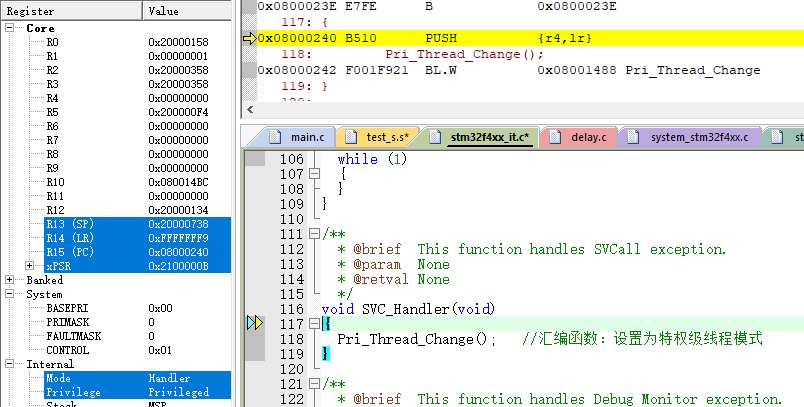 Register Value
Core
R0 0x20000158
R1 0x00000001
R2 0x20000358
R3 0x20000358
R4 0x00000000
R5 0x200000F4
R6 0x00000000
R7 0x00000000
R8 0x00000000
R9 0x00000000
R10 0x080014BC
R11 0x00000000
R12 0x20000134
R13 (SP) 0x20000738
R14 (LR) 0xFFFFFFF9
R15 (PC) 0x08000240
xPSR 0x2100000B
Banked
System
BASEPRI 0x00
PRIMASK 0
FAULTMASK 0
CONTROL 0x01
Internal
Mode Handler
Privilege Privileged
Stack MSP
0x0800023E E7FE B 0x0800023E
117: {
0x08000240 B510 PUSH {r4,lr}
118: Pri_Thread_Change();
0x08000242 F001F921 BL.W 0x08001488 Pri_Thread_Change
119: }
120:
main.c test_s.s* stm32f4xx_it.c* delay.c system_stm32f4xx.c st
106 while (1)
107 {
108 }
109 }
110
111 /**
112 * @brief This function handles SVCall exception.
113 * @param None
114 * @retval None
115 */
116 void SVC_Handler(void)
117 {
118 Pri_Thread_Change(); //汇编函数：设置为特权级线程模式
119 }
120
121 /**
122 * @brief This function handles Debug Monitor exception.